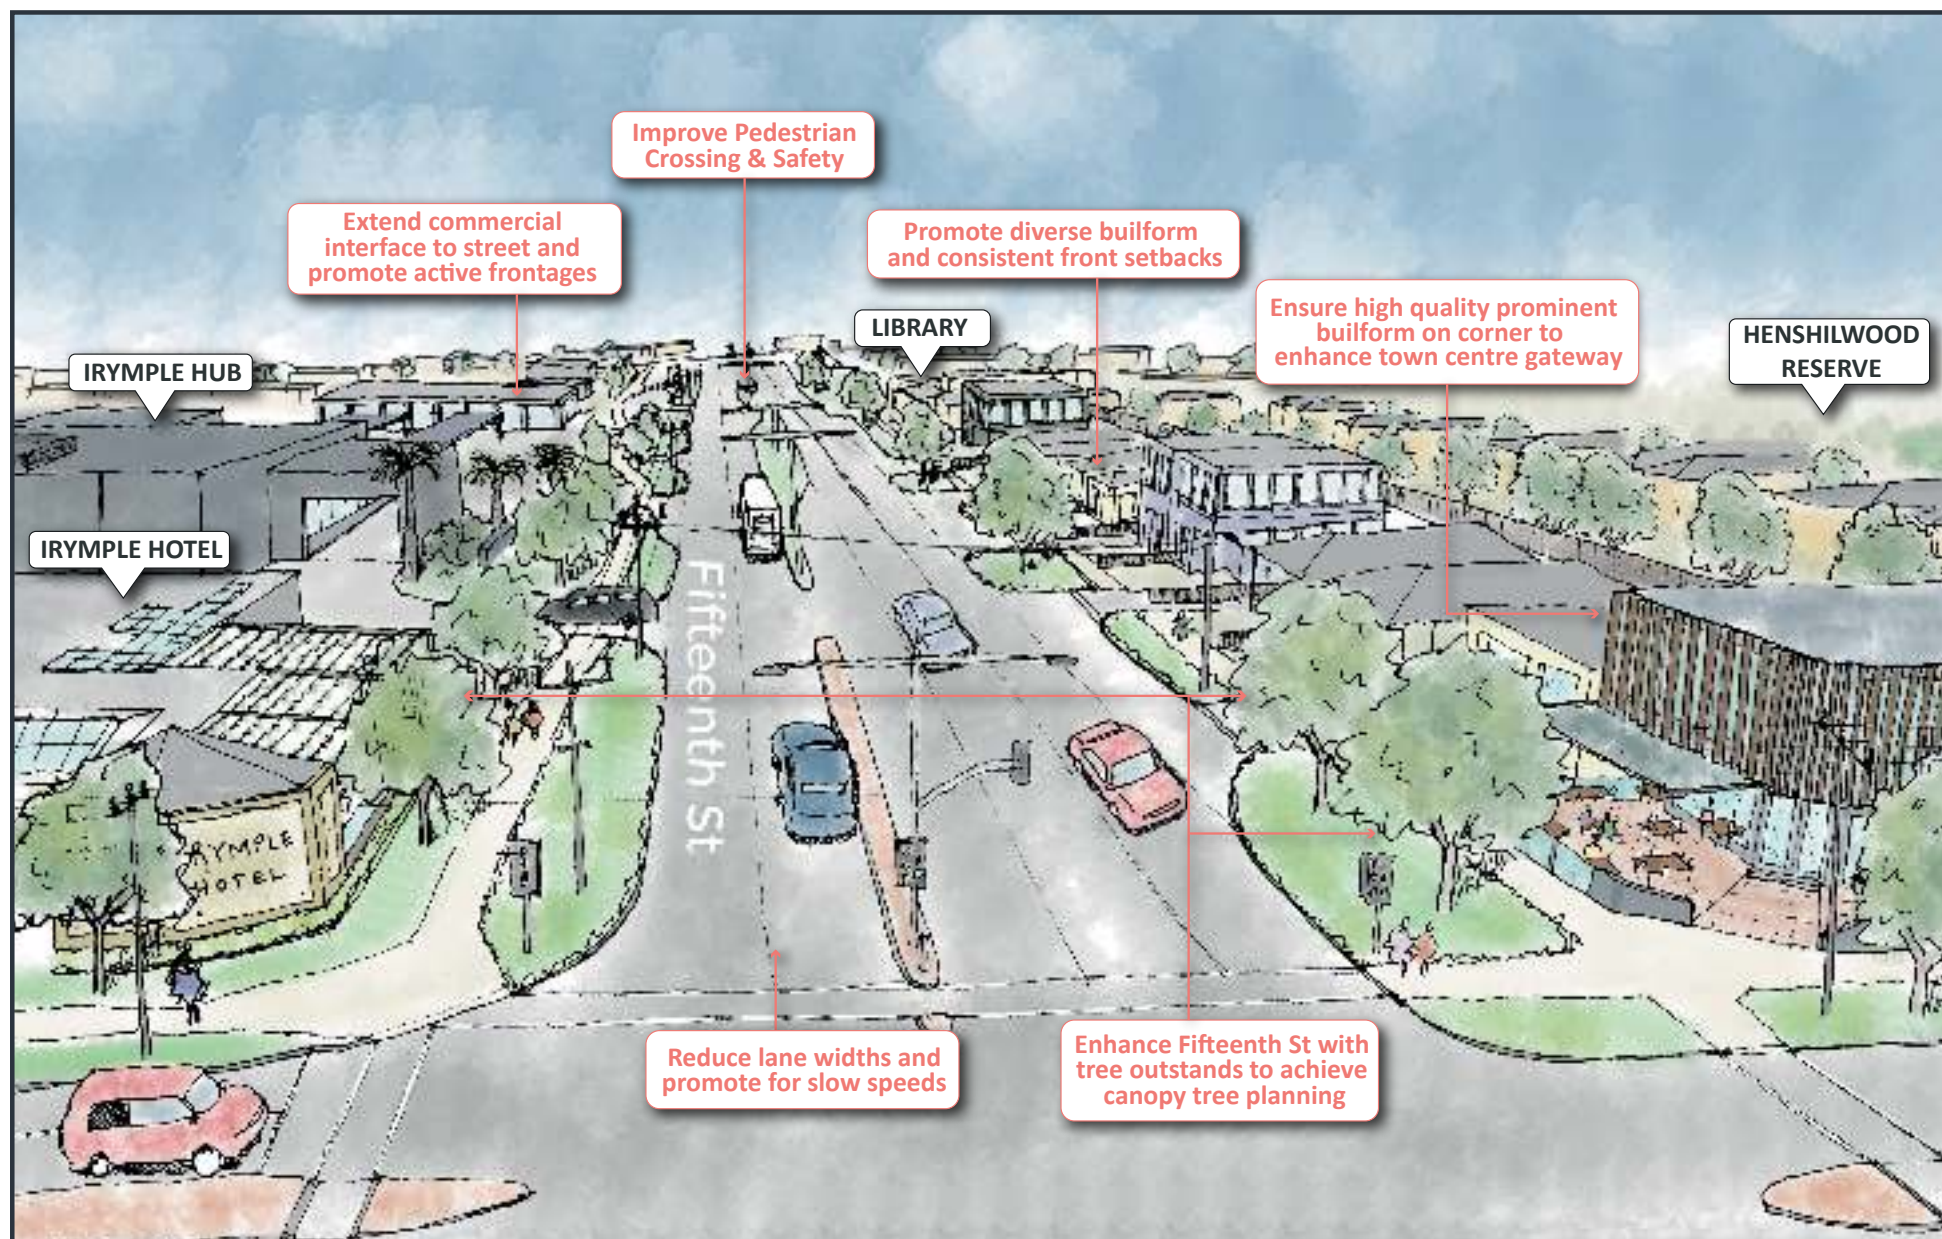 Improve Pedestrian
Crossing & Safety
Extend commercial
interface to street and
promote active frontages
Promote diverse builform
and consistent front setbacks
Ensure high quality prominent
builform on corner to
enhance town centre gateway
LIBRARY
HENSHILWOOD
RESERVE
IRYMPLE HUB
IRYMPLE HOTEL
Fifteenth St
RYMPLE
HOTEL
Reduce lane widths and
promote for slow speeds
Enhance Fifteenth St with
tree outstands to achieve
canopy tree planning